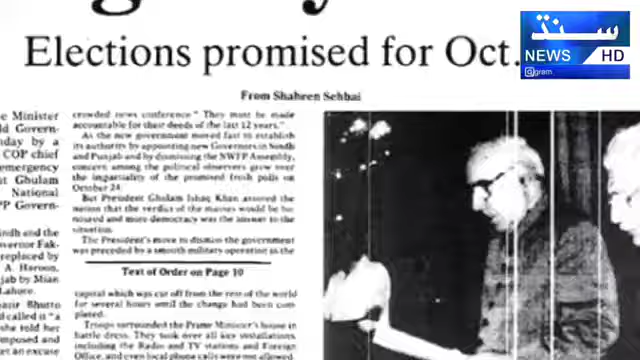 Elections promised for Oct.
سنتے
NEWS
HD
gram
From Shaheen Sehbai
e Minister
ld Govern-
nday by a
COP chief
emergency
nt Ghulam
National
PP Govern-
indh and the
overnor Fak-
replaced by
A. Haroon,
jab by Mian
Lahore.
nazir Bhutto
d called it "a
she told her
mposed and
et an excuse
crowded news conference" They must be made
accountable for their deeds of the last 12 years."
As the new government moved fast to establish
its authority by appointing new Governors in Sindh
and Punjab and by dismissing the NWFP Assembly,
concern among the political observers grew over
the impartiality of the promised fresh polls on
October 24.
But President Ghulam Ishaq Khan assured the
nation that the verdict of the masses would be ho-
noured and more democracy was the answer to the
situation.
The President's move to dismiss the government
was preceded by a smooth military operation in the
Text of Order on Page 10
capital which was cut off from the rest of the world
for several hours until the change had been com-
pleted.
Troops surrounded the Prime Minister's house in
battle dress. They took over all key installations
including the Radio and TV stations and Foreign
Office, and even local phone calls were not allowed.